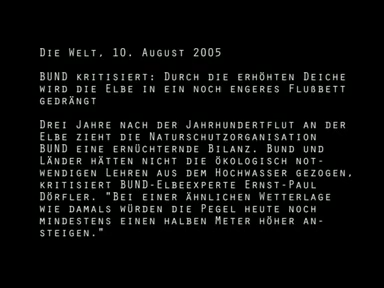 Die Welt, 10. August 2005
BUND kritisiert: Durch die erhöhten Deiche
wird die Elbe in ein noch engeres Flußbett
gedrängt
Drei Jahre nach der Jahrhundertflut an der
Elbe zieht die Naturschutzorganisation
BUND eine ernüchternde Bilanz. Bund und
Länder hätten nicht die ökologisch not-
wendigen Lehren aus dem Hochwasser gezogen,
kritisiert BUND-Elbeexperte Ernst-Paul
Dörfler. "Bei einer ähnlichen Wetterlage
wie damals würden die Pegel heute noch
mindestens einen halben Meter höher an-
steigen."